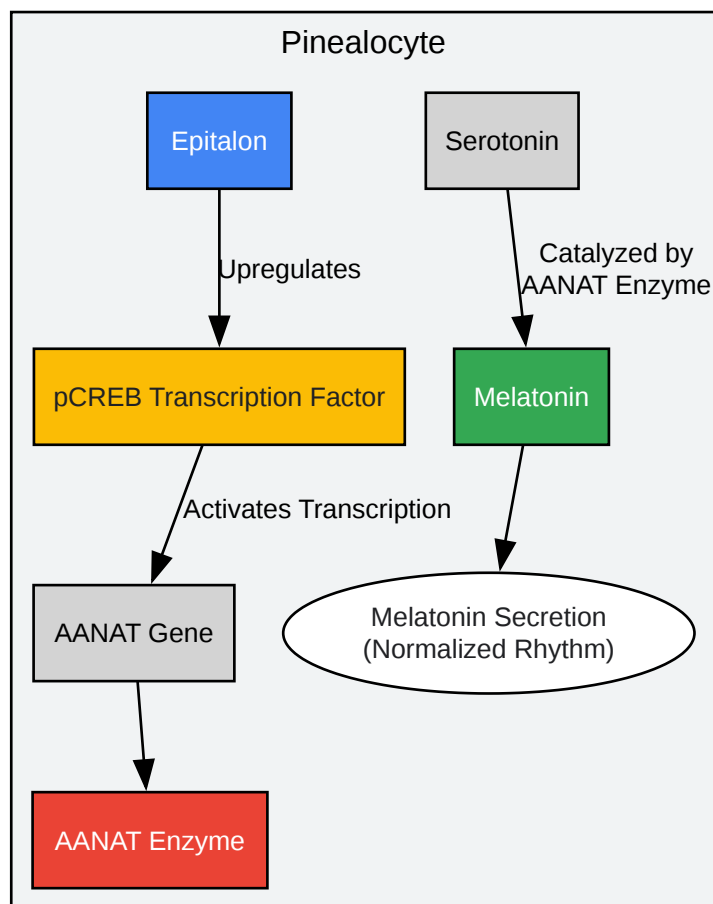 Pinealocyte
Epitalon
Serotonin
Upregulates
Catalyzed by
AANAT Enzyme
pCREB Transcription Factor
Melatonin
Activates Transcription
AANAT Gene
Melatonin Secretion
(Normalized Rhythm)
AANAT Enzyme